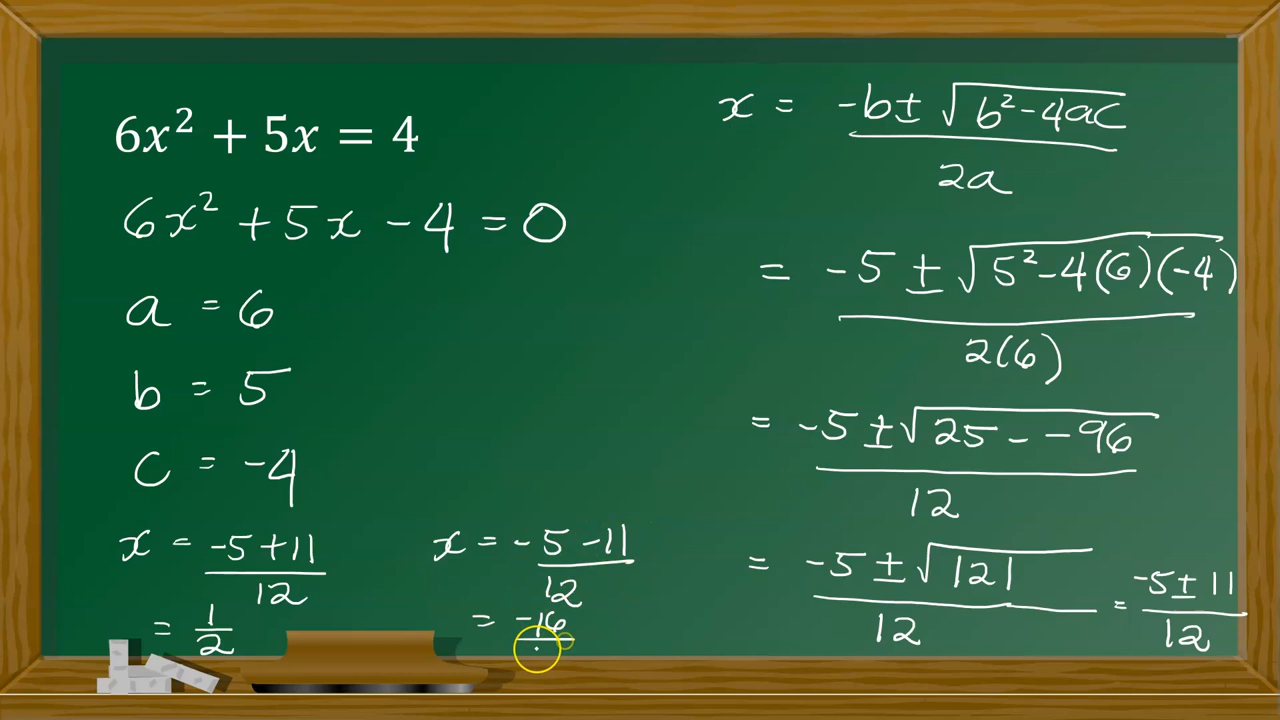 6x² + 5x = 4
6x² + 5x - 4 = 0
a = 6
b = 5
c = -4
x = -5 + 11
12
= 1
2
x = -5 - 11
12
= -16
x = -b ± √b² - 4ac
2a
= -5 ± √5² - 4(6)(-4)
2(6)
= -5 ± √25 - -96
12
= -5 ± √121
12
= -5 ± 11
12